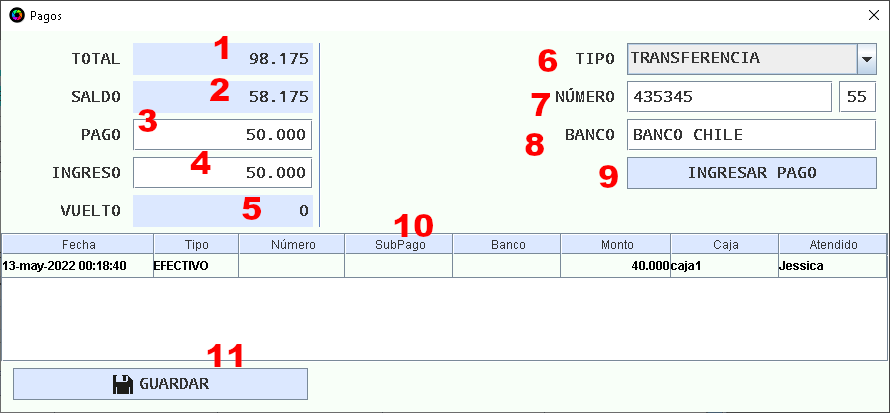 Pagos
TOTAL 1 98.175
SALDO 2 58.175
PAGO 3 50.000
INGRESO 4 50.000
VUELTO 5 0
6 TIPO TRANSFERENCIA
7 NÚMERO 435345 55
8 BANCO BANCO CHILE
9 INGRESAR PAGO
10
Fecha Tipo Número SubPago Banco Monto Caja Atendido
13-may-2022 00:18:40 EFECTIVO 40.000 caja1 Jessica
11
GUARDAR